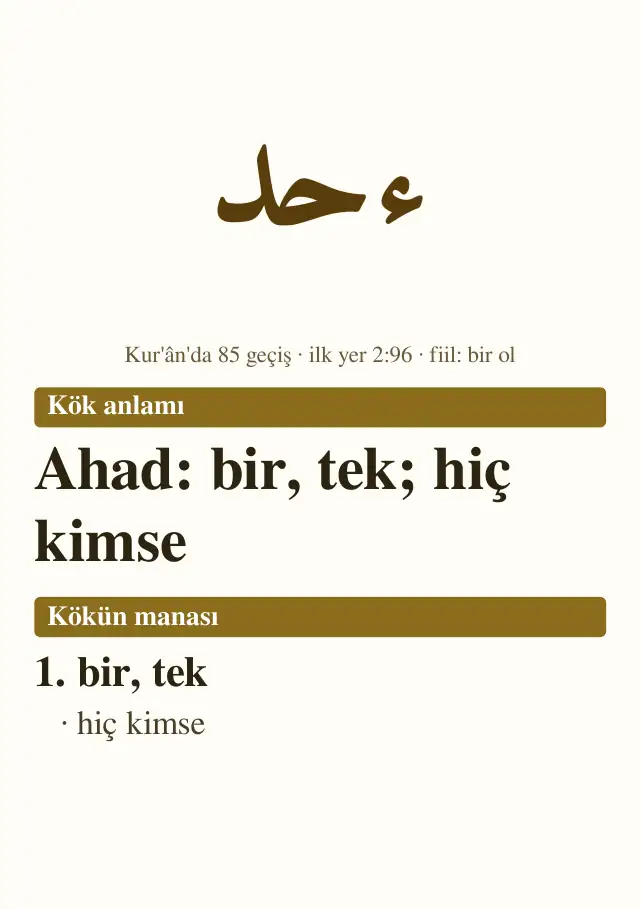 ء حد
Kur'ân'da 85 geçiş · ilk yer 2:96 · fiil: bir ol
Kök anlamı
Ahad: bir, tek; hiç
kimse
Kökün manası
1. bir, tek
· hiç kimse